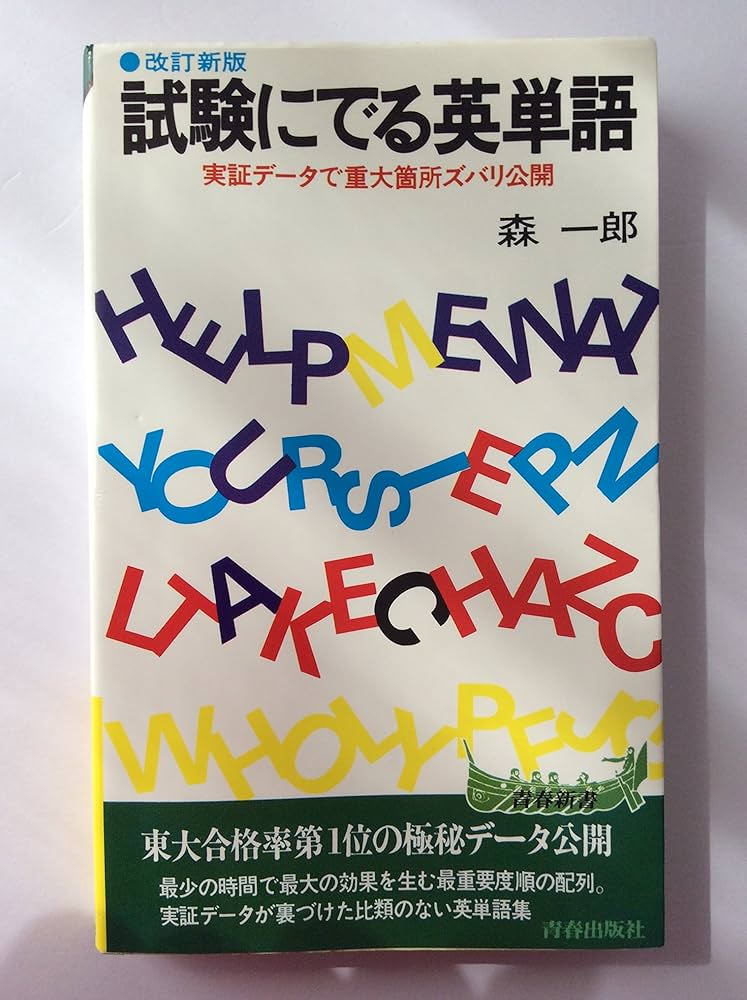 ●改訂新版
試験にでる英単語
実証データで重大箇所ズバリ公開
森 一郎
HELPMEWAT
YOURSTEPN
LTAKECHANC
WHOLLYPFUSS
青春新書
東大合格率第1位の極秘データ公開
最少の時間で最大の効果を生む最重要度順の配列。
実証データが裏づけた比類のない英単語集
青春出版社